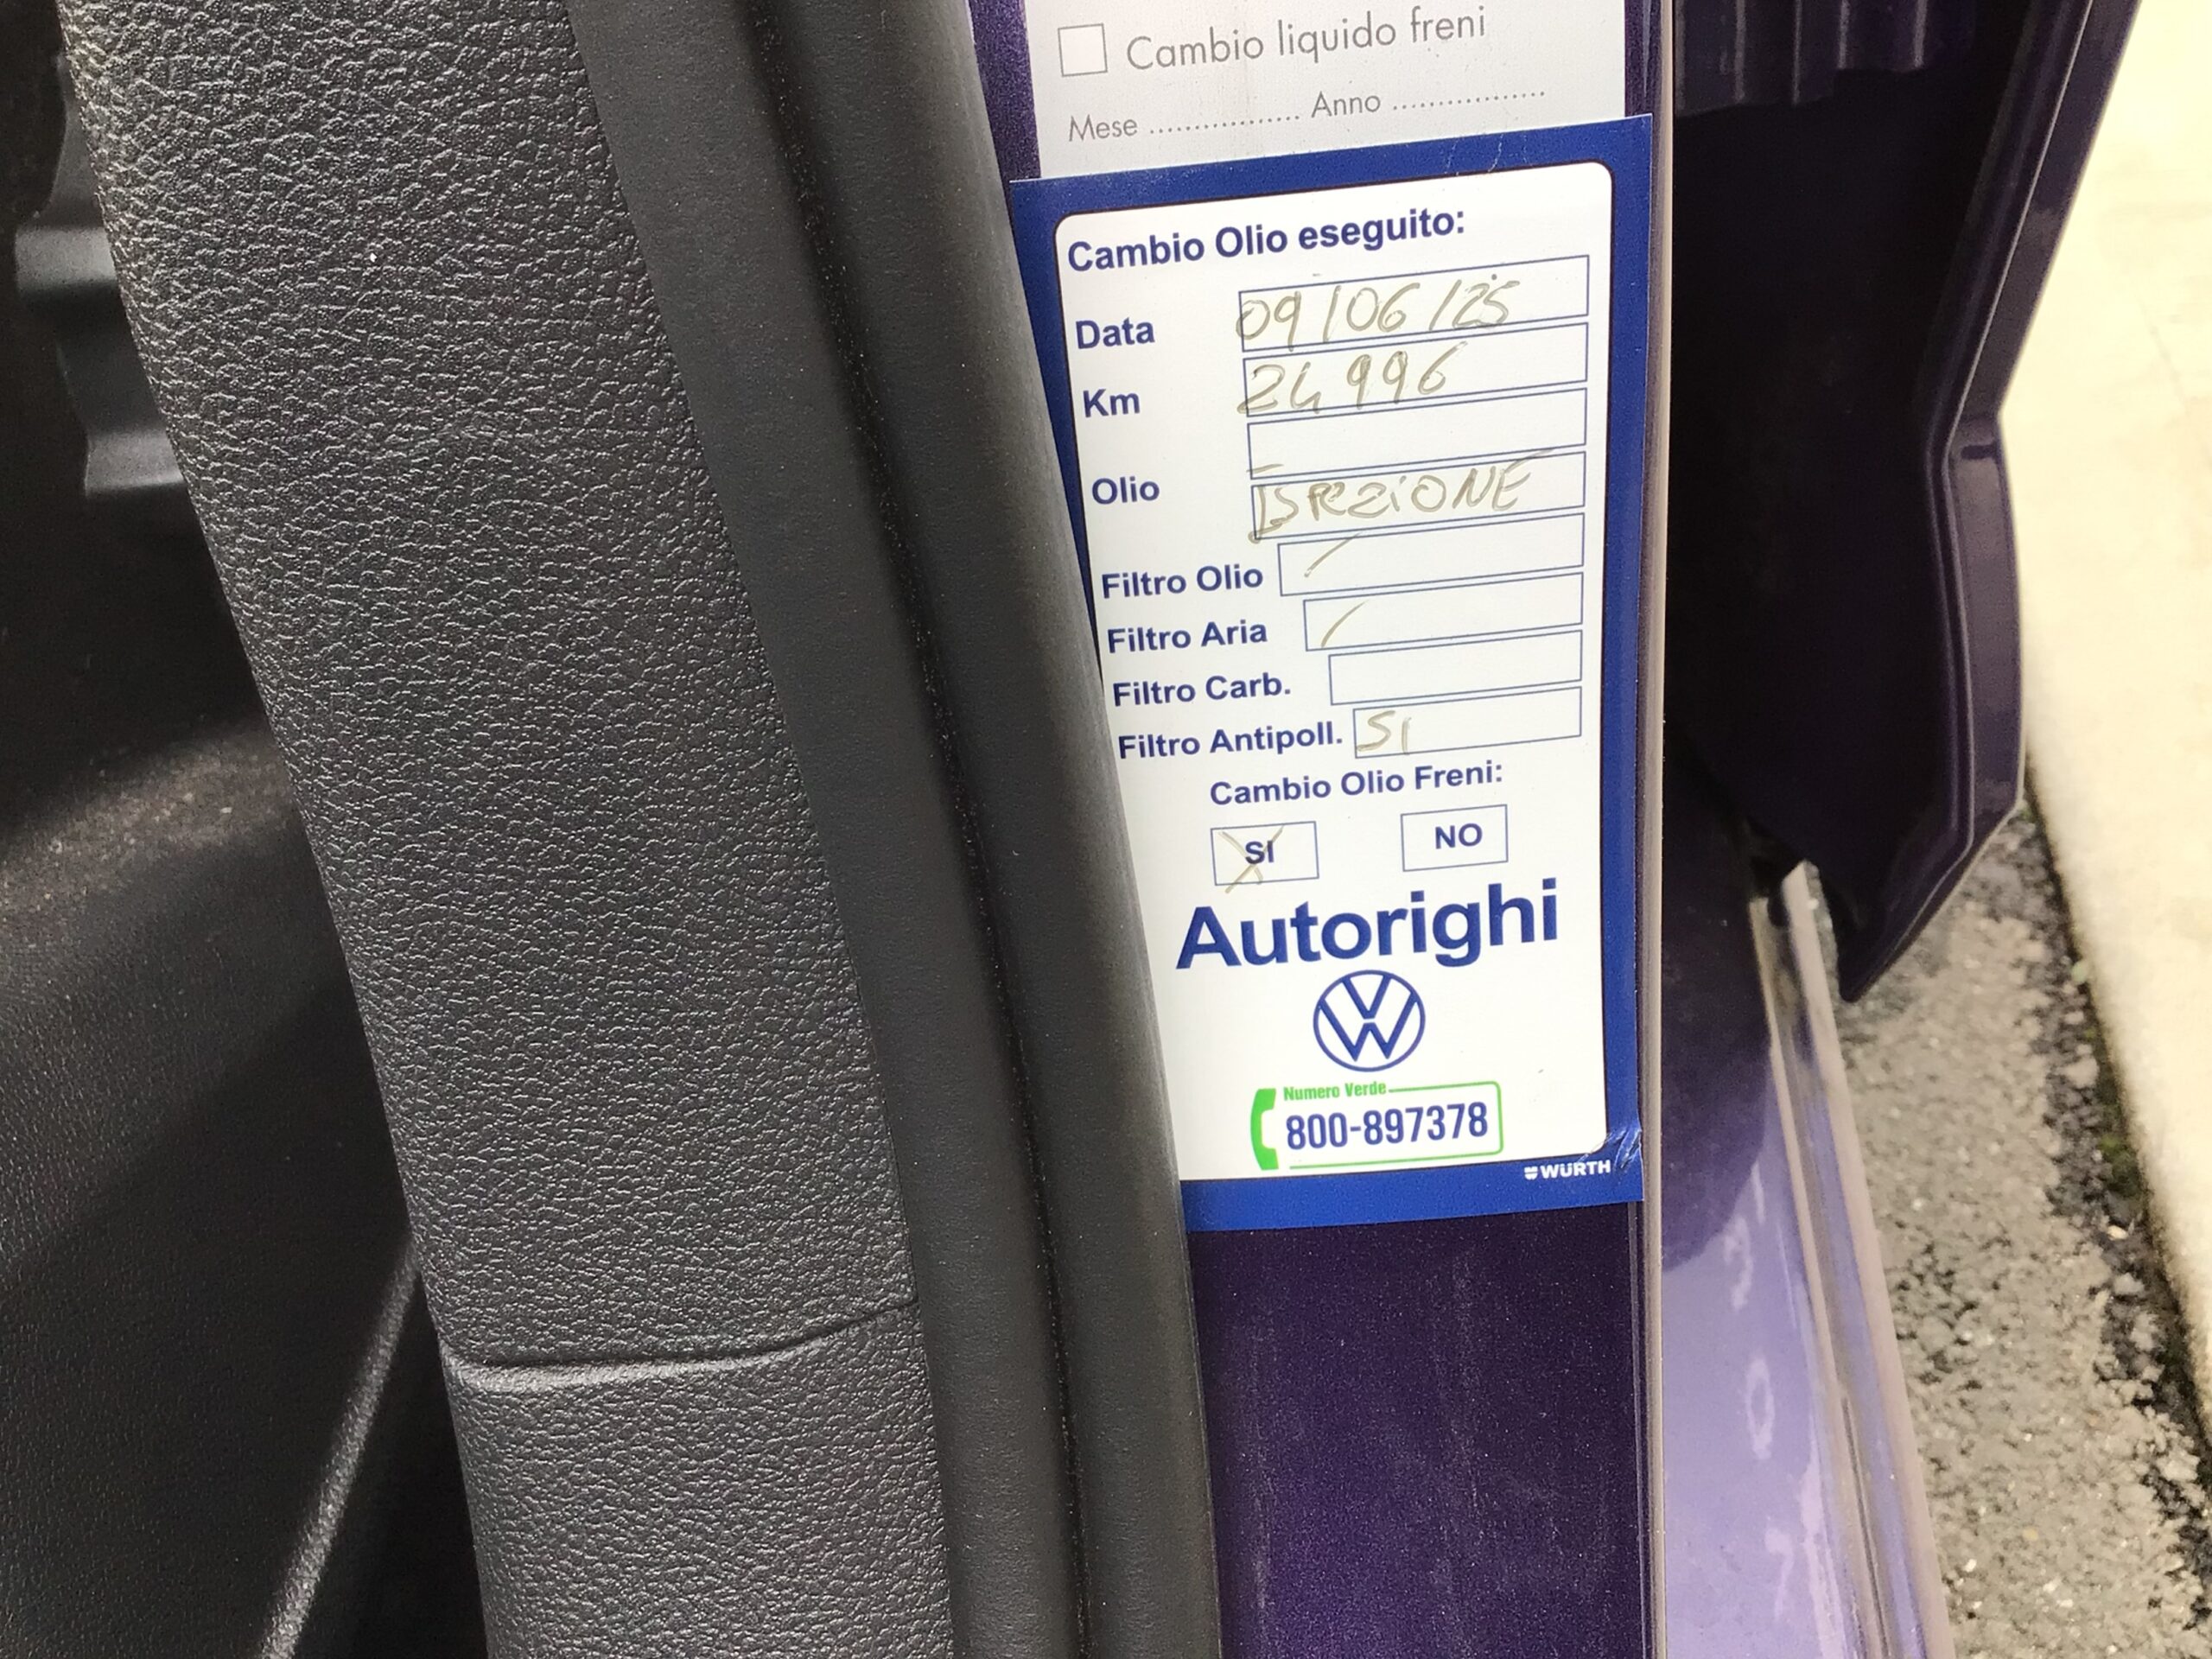 Cambio liquido freni
Mese ................. Anno .................
Cambio Olio eseguito:
Data 09/06/25
Km 24996
Olio ISPEZIONE
Filtro Olio /
Filtro Aria /
Filtro Carb.
Filtro Antipoll. SI
Cambio Olio Freni:
SI NO
Autorighi
Numero Verde
800-897378
WÜRTH